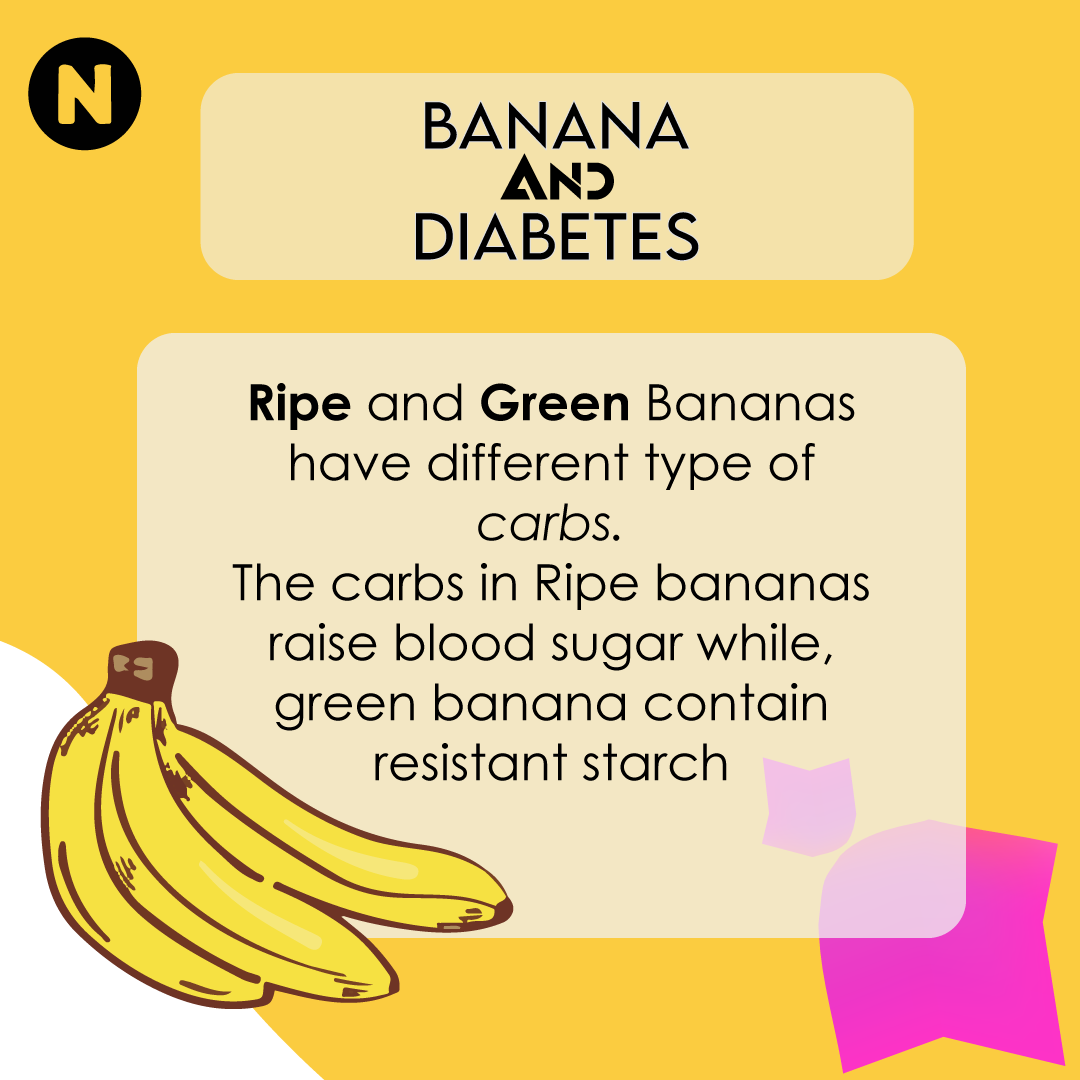 N
BANANA
AND
DIABETES
Ripe and Green Bananas
have different type of
carbs.
The carbs in Ripe bananas
raise blood sugar while,
green banana contain
resistant starch